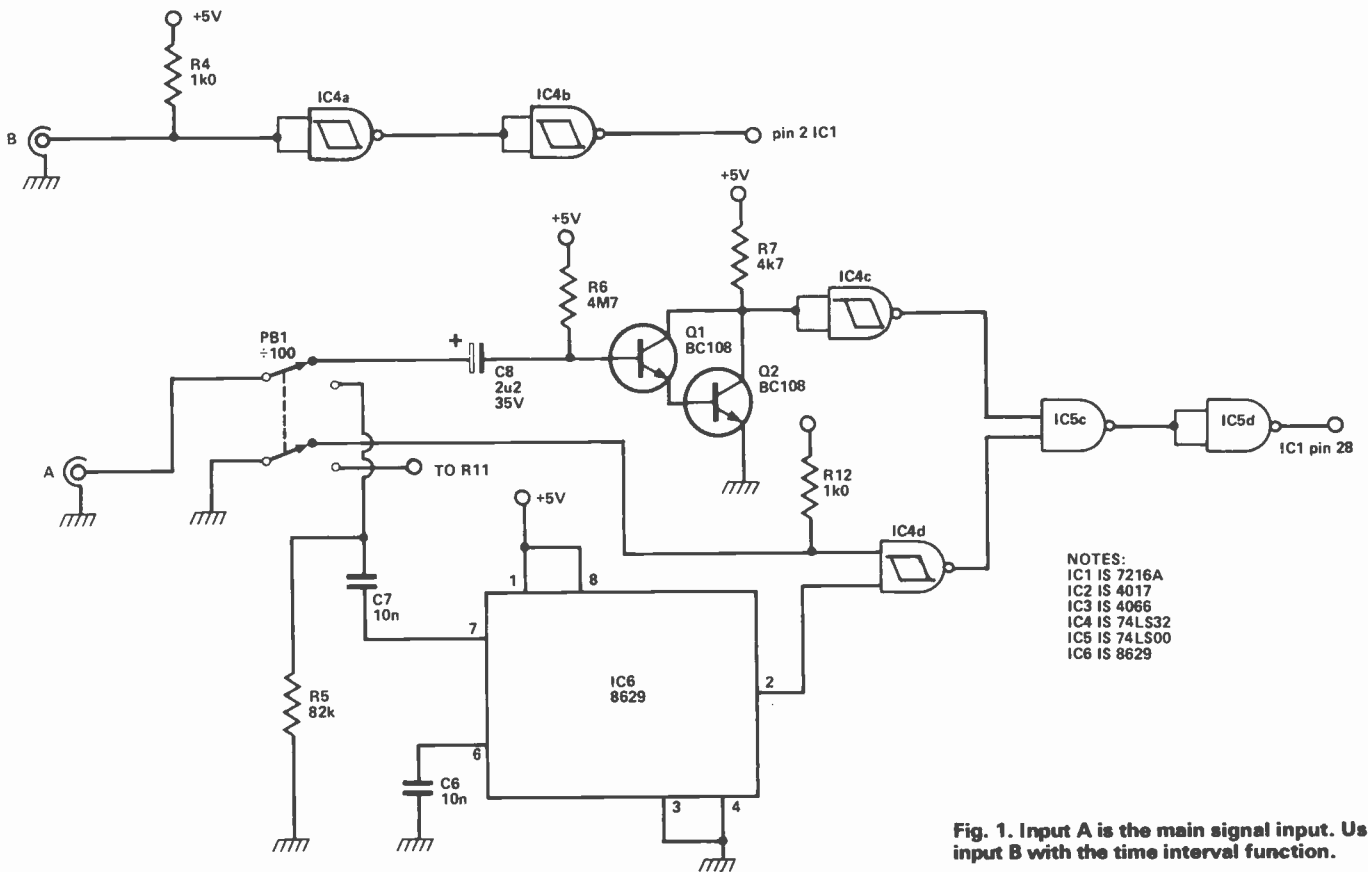 +5V
R4
1k0
IC4a
IC4b
B
pin 2 IC1
+5V
+5V
R7
4k7
R6
4M7
IC4c
PB1
÷100
+
C8
2u2
35V
Q1
BC108
Q2
BC108
IC5c
IC5d
IC1 pin 28
A
TO R11
R12
1k0
+5V
IC4d
1
8
C7
10n
7
NOTES:
IC1 IS 7216A
IC2 IS 4017
IC3 IS 4066
IC4 IS 74LS32
IC5 IS 74LS00
IC6 IS 8629
R5
82k
IC6
8629
2
6
C6
10n
3
4
Fig. 1. Input A is the main signal input. Us
input B with the time interval function.